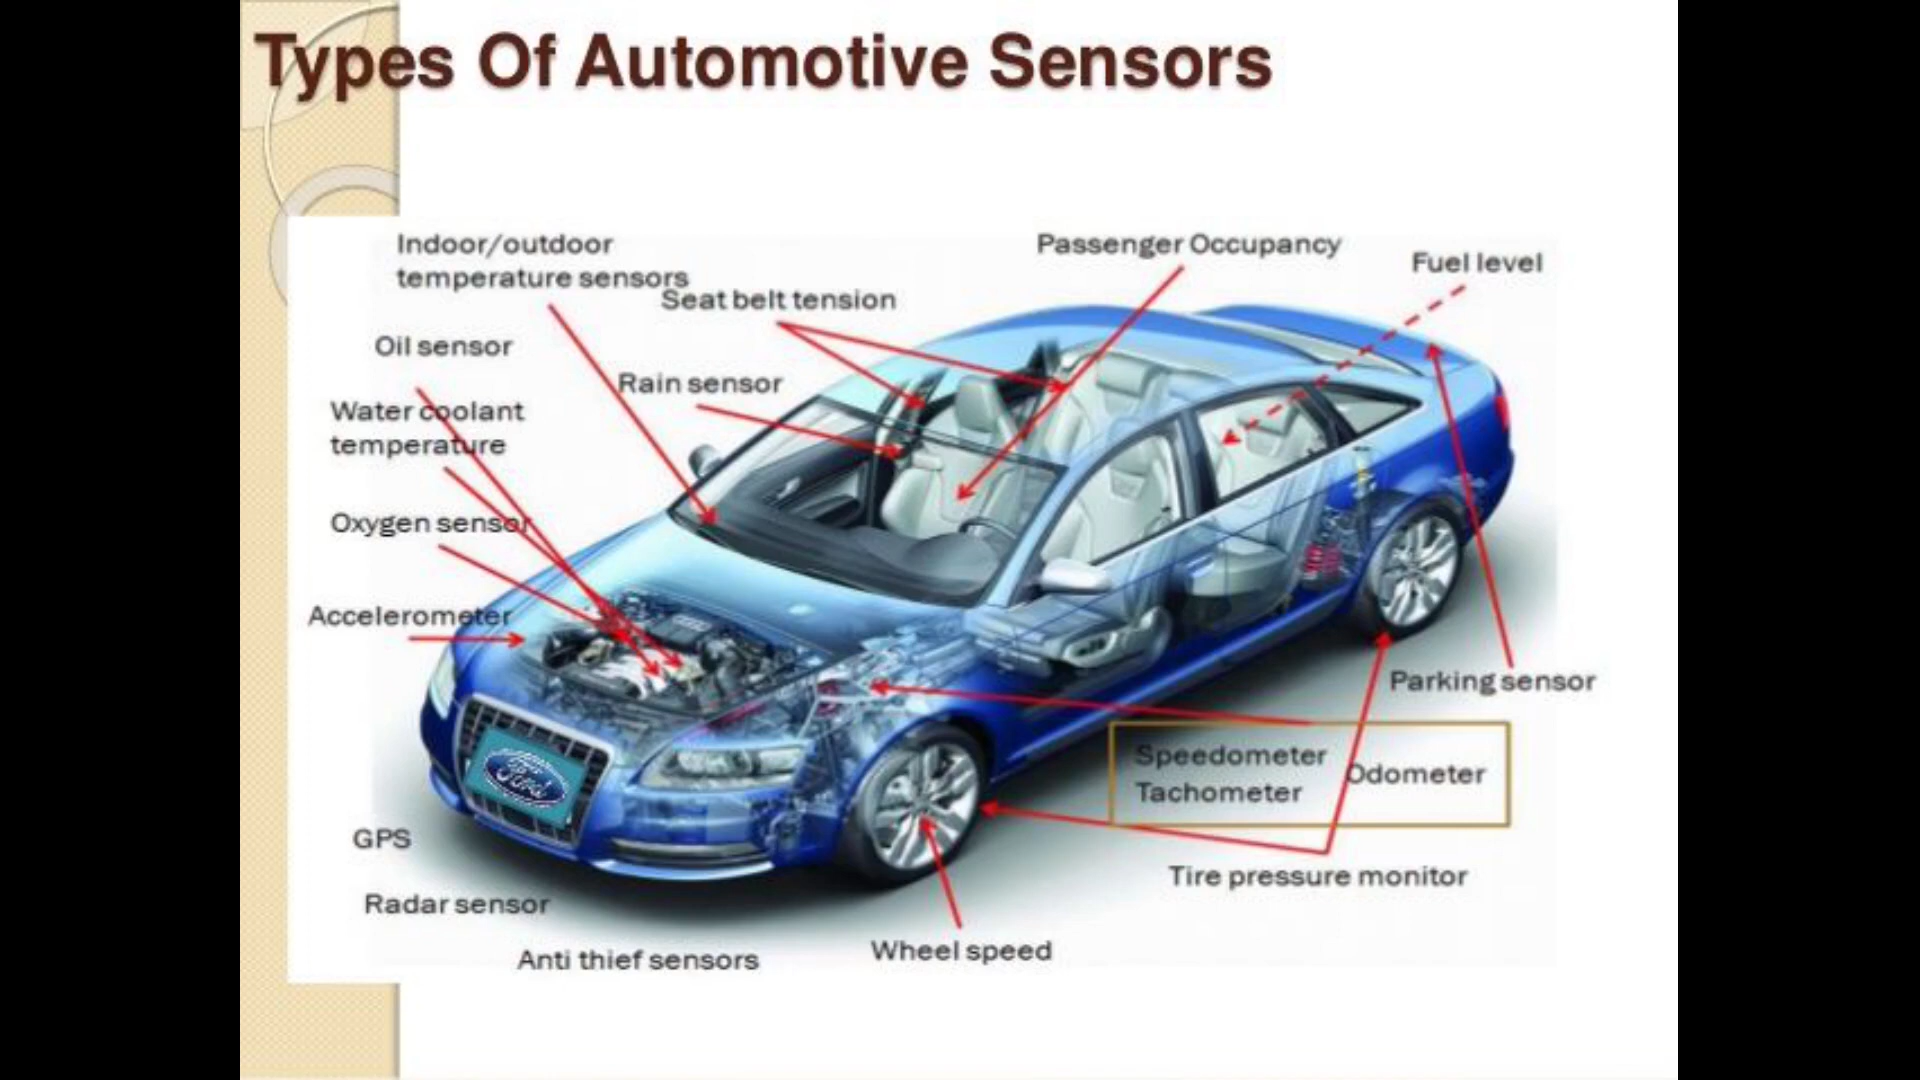 Types Of Automotive Sensors
Indoor/outdoor
temperature sensors
Passenger Occupancy
Fuel level
Seat belt tension
Oil sensor
Rain sensor
Water coolant
temperature
Oxygen sensor
Accelerometer
Parking sensor
Speedometer
Odometer
Tachometer
Ford
GPS
Tire pressure monitor
Radar sensor
Anti thief sensors
Wheel speed